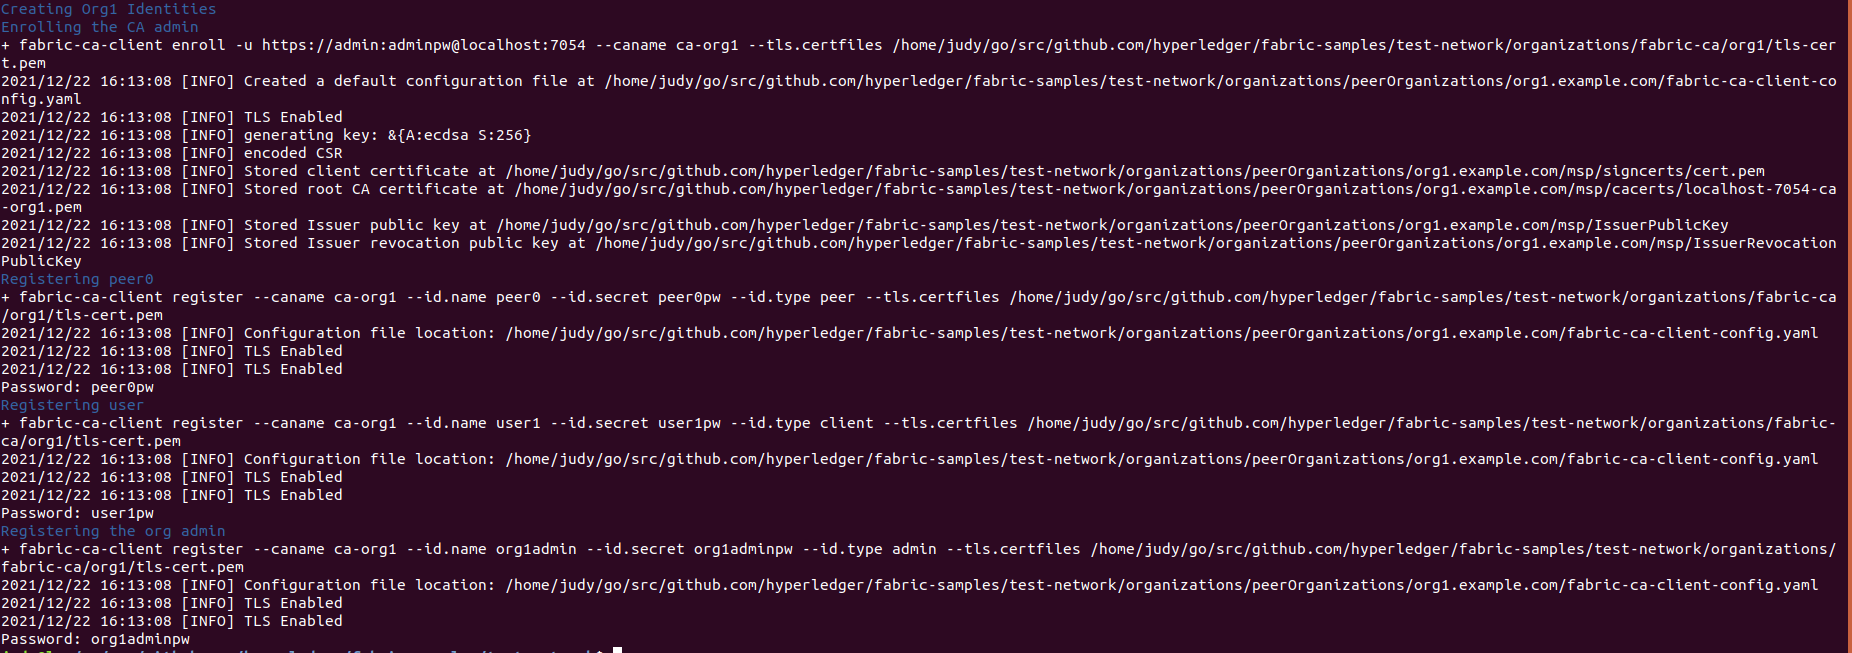 Creating Org1 Identities
Enrolling the CA admin
+ fabric-ca-client enroll -u https://admin:adminpw@localhost:7054 --caname ca-org1 --tls.certfiles /home/judy/go/src/github.com/hyperledger/fabric-samples/test-network/organizations/fabric-ca/org1/tls-cer
t.pem
2021/12/22 16:13:08 [INFO] Created a default configuration file at /home/judy/go/src/github.com/hyperledger/fabric-samples/test-network/organizations/peerOrganizations/org1.example.com/fabric-ca-client-co
nfig.yaml
2021/12/22 16:13:08 [INFO] TLS Enabled
2021/12/22 16:13:08 [INFO] generating key: &{A:ecdsa S:256}
2021/12/22 16:13:08 [INFO] encoded CSR
2021/12/22 16:13:08 [INFO] Stored client certificate at /home/judy/go/src/github.com/hyperledger/fabric-samples/test-network/organizations/peerOrganizations/org1.example.com/msp/signcerts/cert.pem
2021/12/22 16:13:08 [INFO] Stored root CA certificate at /home/judy/go/src/github.com/hyperledger/fabric-samples/test-network/organizations/peerOrganizations/org1.example.com/msp/cacerts/localhost-7054-ca
-org1.pem
2021/12/22 16:13:08 [INFO] Stored Issuer public key at /home/judy/go/src/github.com/hyperledger/fabric-samples/test-network/organizations/peerOrganizations/org1.example.com/msp/IssuerPublicKey
2021/12/22 16:13:08 [INFO] Stored Issuer revocation public key at /home/judy/go/src/github.com/hyperledger/fabric-samples/test-network/organizations/peerOrganizations/org1.example.com/msp/IssuerRevocation
PublicKey
Registering peer0
+ fabric-ca-client register --caname ca-org1 --id.name peer0 --id.secret peer0pw --id.type peer --tls.certfiles /home/judy/go/src/github.com/hyperledger/fabric-samples/test-network/organizations/fabric-ca
/org1/tls-cert.pem
2021/12/22 16:13:08 [INFO] Configuration file location: /home/judy/go/src/github.com/hyperledger/fabric-samples/test-network/organizations/peerOrganizations/org1.example.com/fabric-ca-client-config.yaml
2021/12/22 16:13:08 [INFO] TLS Enabled
2021/12/22 16:13:08 [INFO] TLS Enabled
Password: peer0pw
Registering user
+ fabric-ca-client register --caname ca-org1 --id.name user1 --id.secret user1pw --id.type client --tls.certfiles /home/judy/go/src/github.com/hyperledger/fabric-samples/test-network/organizations/fabric-
ca/org1/tls-cert.pem
2021/12/22 16:13:08 [INFO] Configuration file location: /home/judy/go/src/github.com/hyperledger/fabric-samples/test-network/organizations/peerOrganizations/org1.example.com/fabric-ca-client-config.yaml
2021/12/22 16:13:08 [INFO] TLS Enabled
2021/12/22 16:13:08 [INFO] TLS Enabled
Password: user1pw
Registering the org admin
+ fabric-ca-client register --caname ca-org1 --id.name org1admin --id.secret org1adminpw --id.type admin --tls.certfiles /home/judy/go/src/github.com/hyperledger/fabric-samples/test-network/organizations/
fabric-ca/org1/tls-cert.pem
2021/12/22 16:13:08 [INFO] Configuration file location: /home/judy/go/src/github.com/hyperledger/fabric-samples/test-network/organizations/peerOrganizations/org1.example.com/fabric-ca-client-config.yaml
2021/12/22 16:13:08 [INFO] TLS Enabled
2021/12/22 16:13:08 [INFO] TLS Enabled
Password: org1adminpw